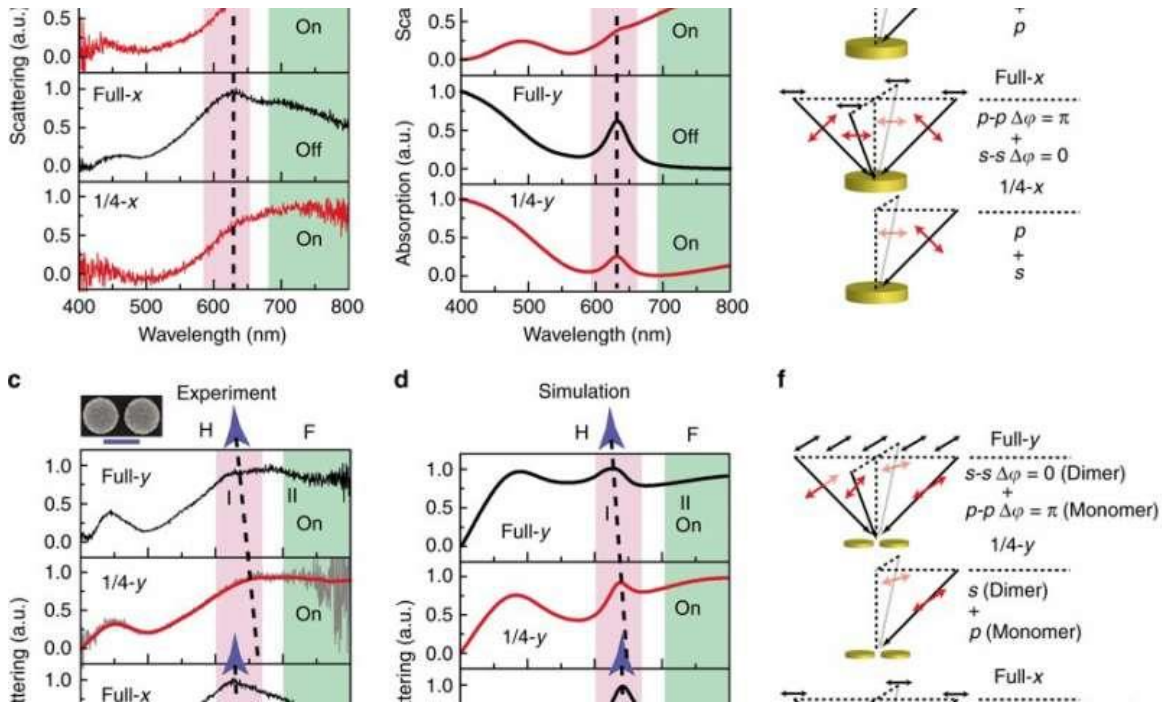 Scattering (a.u.)
0.5
0.0
On
1.0
0.5
0.0
Full-x
Off
1.0
0.5
0.0
1/4-x
On
400 500 600 700 800
Wavelength (nm)
0.5
0.0
On
Absorption (a.u.)
1.0
0.5
0.0
Full-y
Off
1.0
0.5
0.0
1/4-y
On
400 500 600 700 800
Wavelength (nm)
+
p
Full-x
p-p Δφ = π
+
s-s Δφ = 0
1/4-x
p
+
s
c
Experiment
H F
1.0
0.5
0.0
Full-y
I II
On
1.0
0.5
0.0
1/4-y
On
1.0
Full-x
d
Simulation
H F
1.0
0.5
0.0
I II
On
Full-y
1.0
0.5
0.0
On
1/4-y
1.0
f
Full-y
s-s Δφ = 0 (Dimer)
+
p-p Δφ = π (Monomer)
1/4-y
s (Dimer)
+
p (Monomer)
Full-x